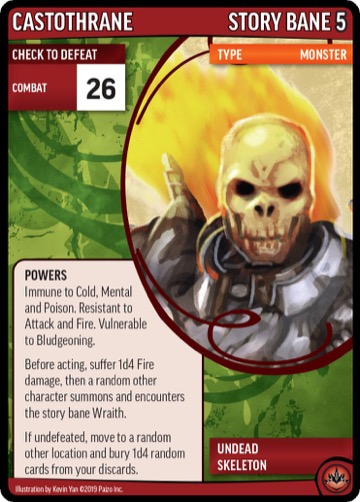 CASTOTHRANE STORY BANE 5
CHECK TO DEFEAT
TYPE MONSTER
COMBAT 26
POWERS
Immune to Cold, Mental
and Poison. Resistant to
Attack and Fire. Vulnerable
to Bludgeoning.
Before acting, suffer 1d4 Fire
damage, then a random other
character summons and encounters
the story bane Wraith.
If undefeated, move to a random
other location and bury 1d4 random
cards from your discards.
UNDEAD
SKELETON
Illustration by Kevin Yan ©2019 Paizo Inc.